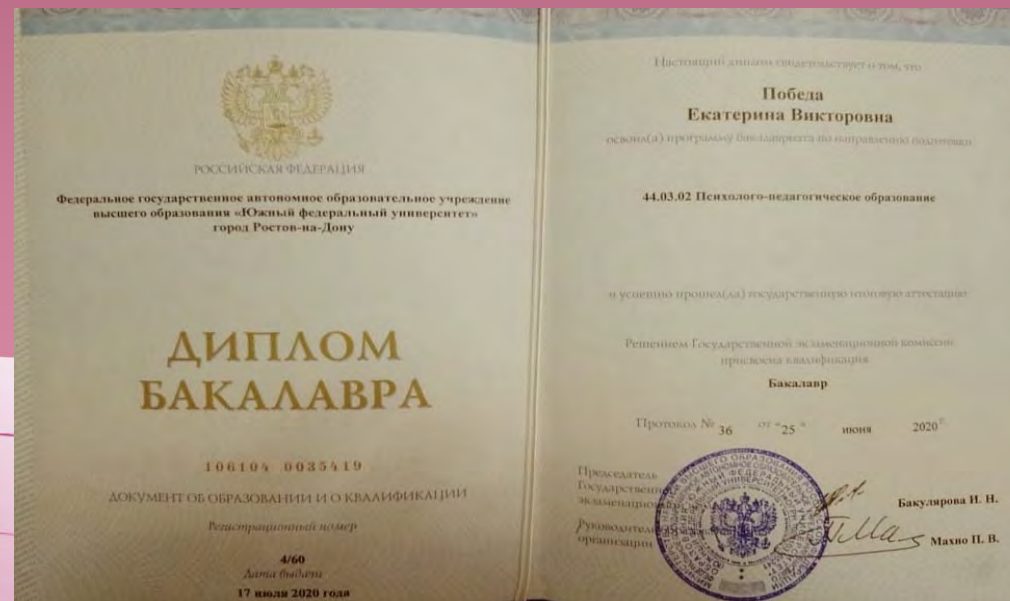 РОССИЙСКАЯ ФЕДЕРАЦИЯ
Федеральное государственное автономное образовательное учреждение
высшего образования «Южный федеральный университет»
город Ростов-на-Дону
ДИПЛОМ
БАКАЛАВРА
106104 0035419
ДОКУМЕНТ ОБ ОБРАЗОВАНИИ И О КВАЛИФИКАЦИИ
Регистрационный номер
4/60
Дата выдачи
17 июля 2020 года
Настоящий диплом свидетельствует о том, что
Победа
Екатерина Викторовна
освоил(а) программу бакалавриата по направлению подготовки
44.03.02 Психолого-педагогическое образование
и успешно прошел(ла) государственную итоговую аттестацию
Решением Государственной экзаменационной комиссии
присвоена квалификация
Бакалавр
Протокол № 36 от «25» июня 2020 г.
Председатель
Государственной
экзаменационной
Бакулярова И. Н.
Руководитель
организации
Махно П. В.